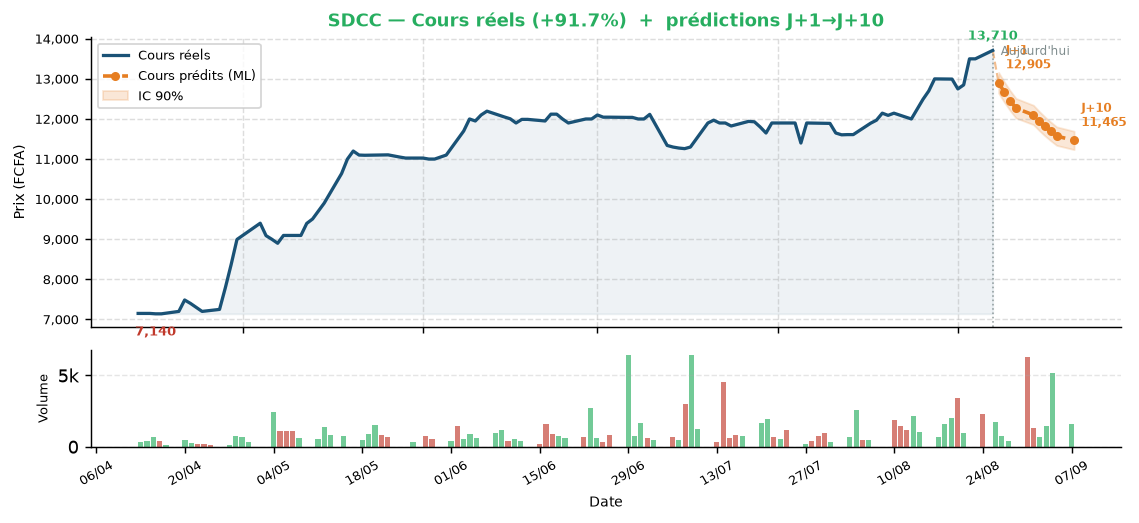 SDCC — Cours réels (+91.7%) + prédictions J+1→J+10
14,000
13,000
12,000
11,000
10,000
9,000
8,000
7,000
Prix (FCFA)
Cours réels
Cours prédits (ML)
IC 90%
13,710
Aujourd'hui
J+1
12,905
J+10
11,465
7,140
5k
0
Volume
06/04
20/04
04/05
18/05
01/06
15/06
29/06
13/07
27/07
10/08
24/08
07/09
Date